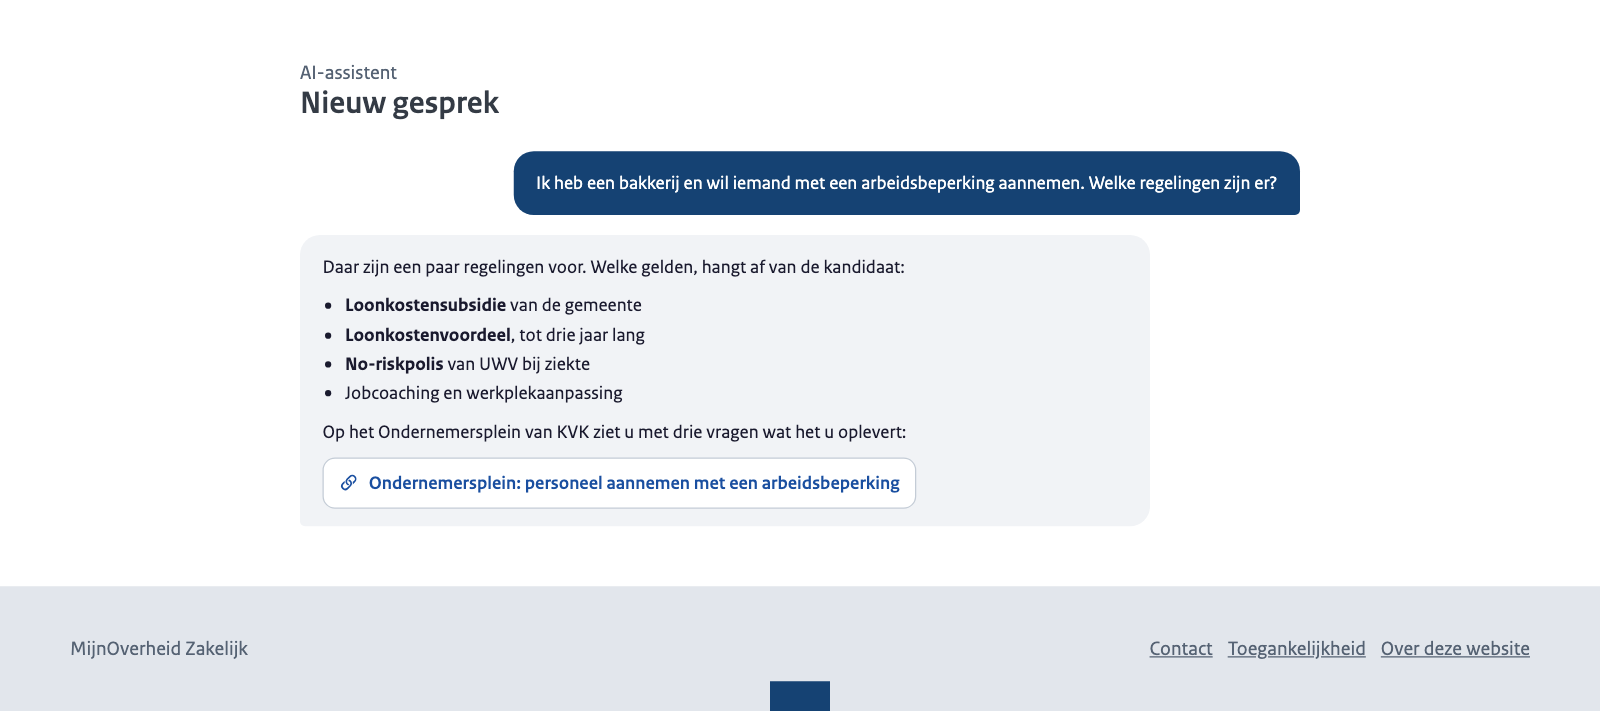 AI-assistent
Nieuw gesprek
Ik heb een bakkerij en wil iemand met een arbeidsbeperking aannemen. Welke regelingen zijn er?
Daar zijn een paar regelingen voor. Welke gelden, hangt af van de kandidaat:
Loonkostensubsidie van de gemeente
Loonkostenvoordeel, tot drie jaar lang
No-riskpolis van UWV bij ziekte
Jobcoaching en werkplekaanpassing
Op het Ondernemersplein van KVK ziet u met drie vragen wat het u oplevert:
Ondernemersplein: personeel aannemen met een arbeidsbeperking
MijnOverheid Zakelijk
Contact Toegankelijkheid Over deze website